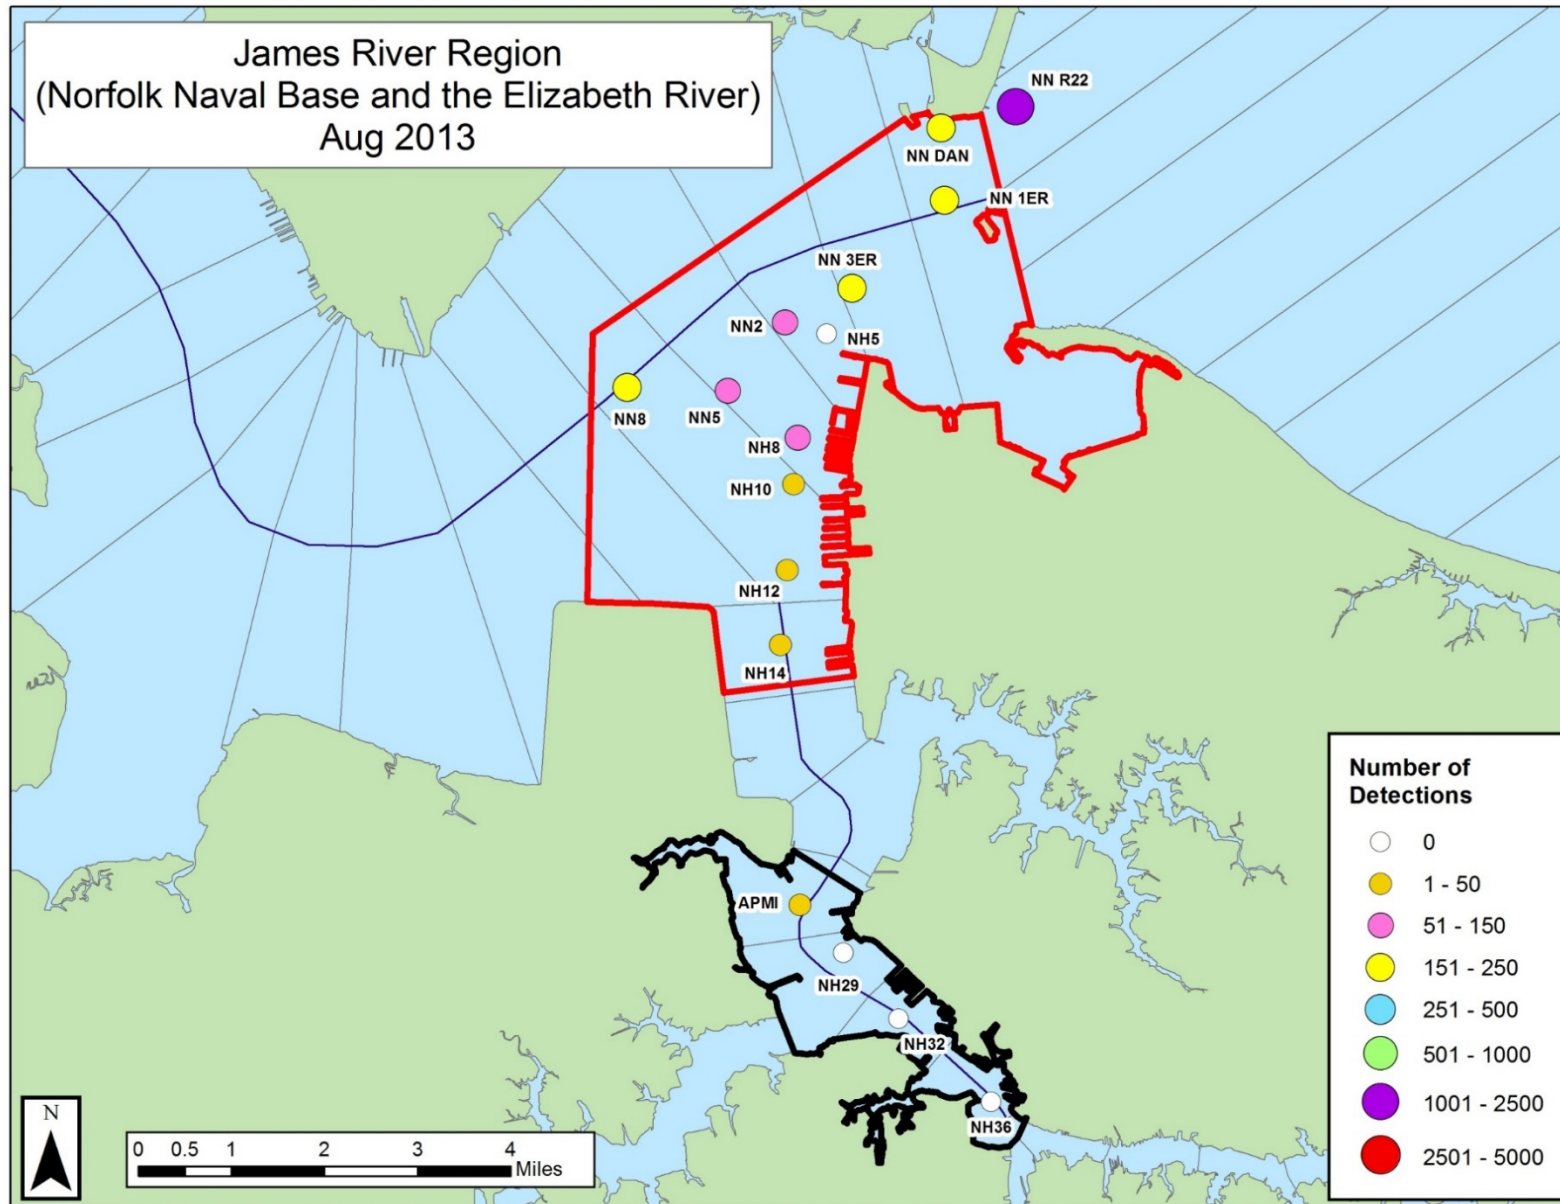 James River Region
(Norfolk Naval Base and the Elizabeth River)
Aug 2013
NN R22
NN DAN
NN 1ER
NN 3ER
NN2
NH5
NN8
NN5
NH8
NH10
NH12
NH14
APMI
NH29
NH32
NH36
Number of
Detections
0
1 - 50
51 - 150
151 - 250
251 - 500
501 - 1000
1001 - 2500
2501 - 5000
N
0 0.5 1 2 3 4
Miles